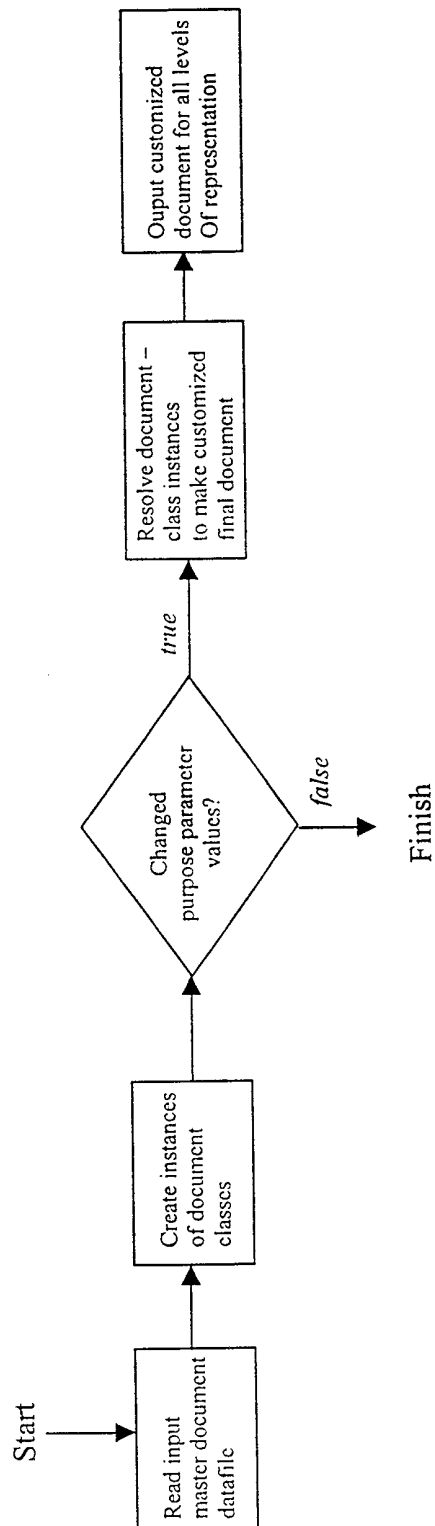 Start
Read input
master document
datafile
Create instances
of document
classes
Changed
purpose parameter
values?
true
false
Finish
Resolve document –
class instances
to make customized
final document
Ouput customized
document for all levels
Of representation